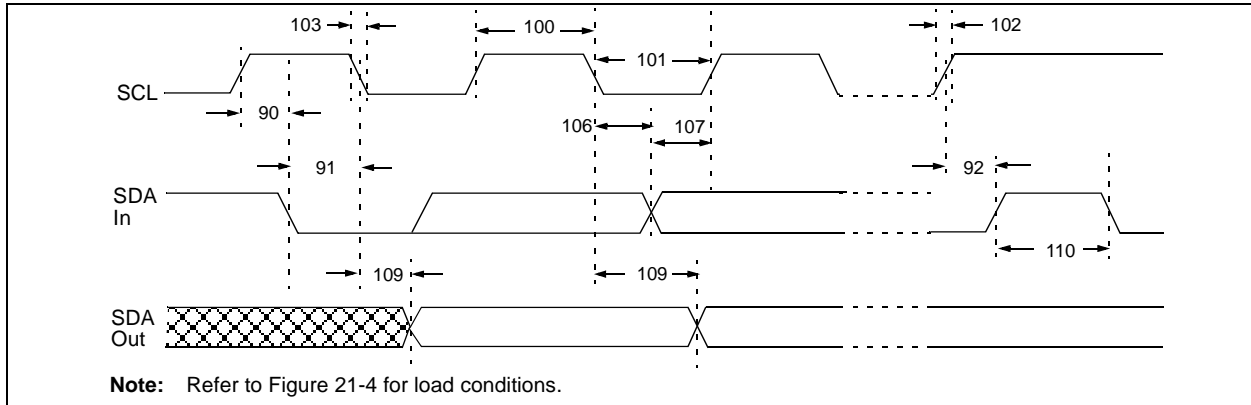 103
100
102
101
SCL
90
106
107
91
92
SDA
In
110
109
109
SDA
Out
Note: Refer to Figure 21-4 for load conditions.